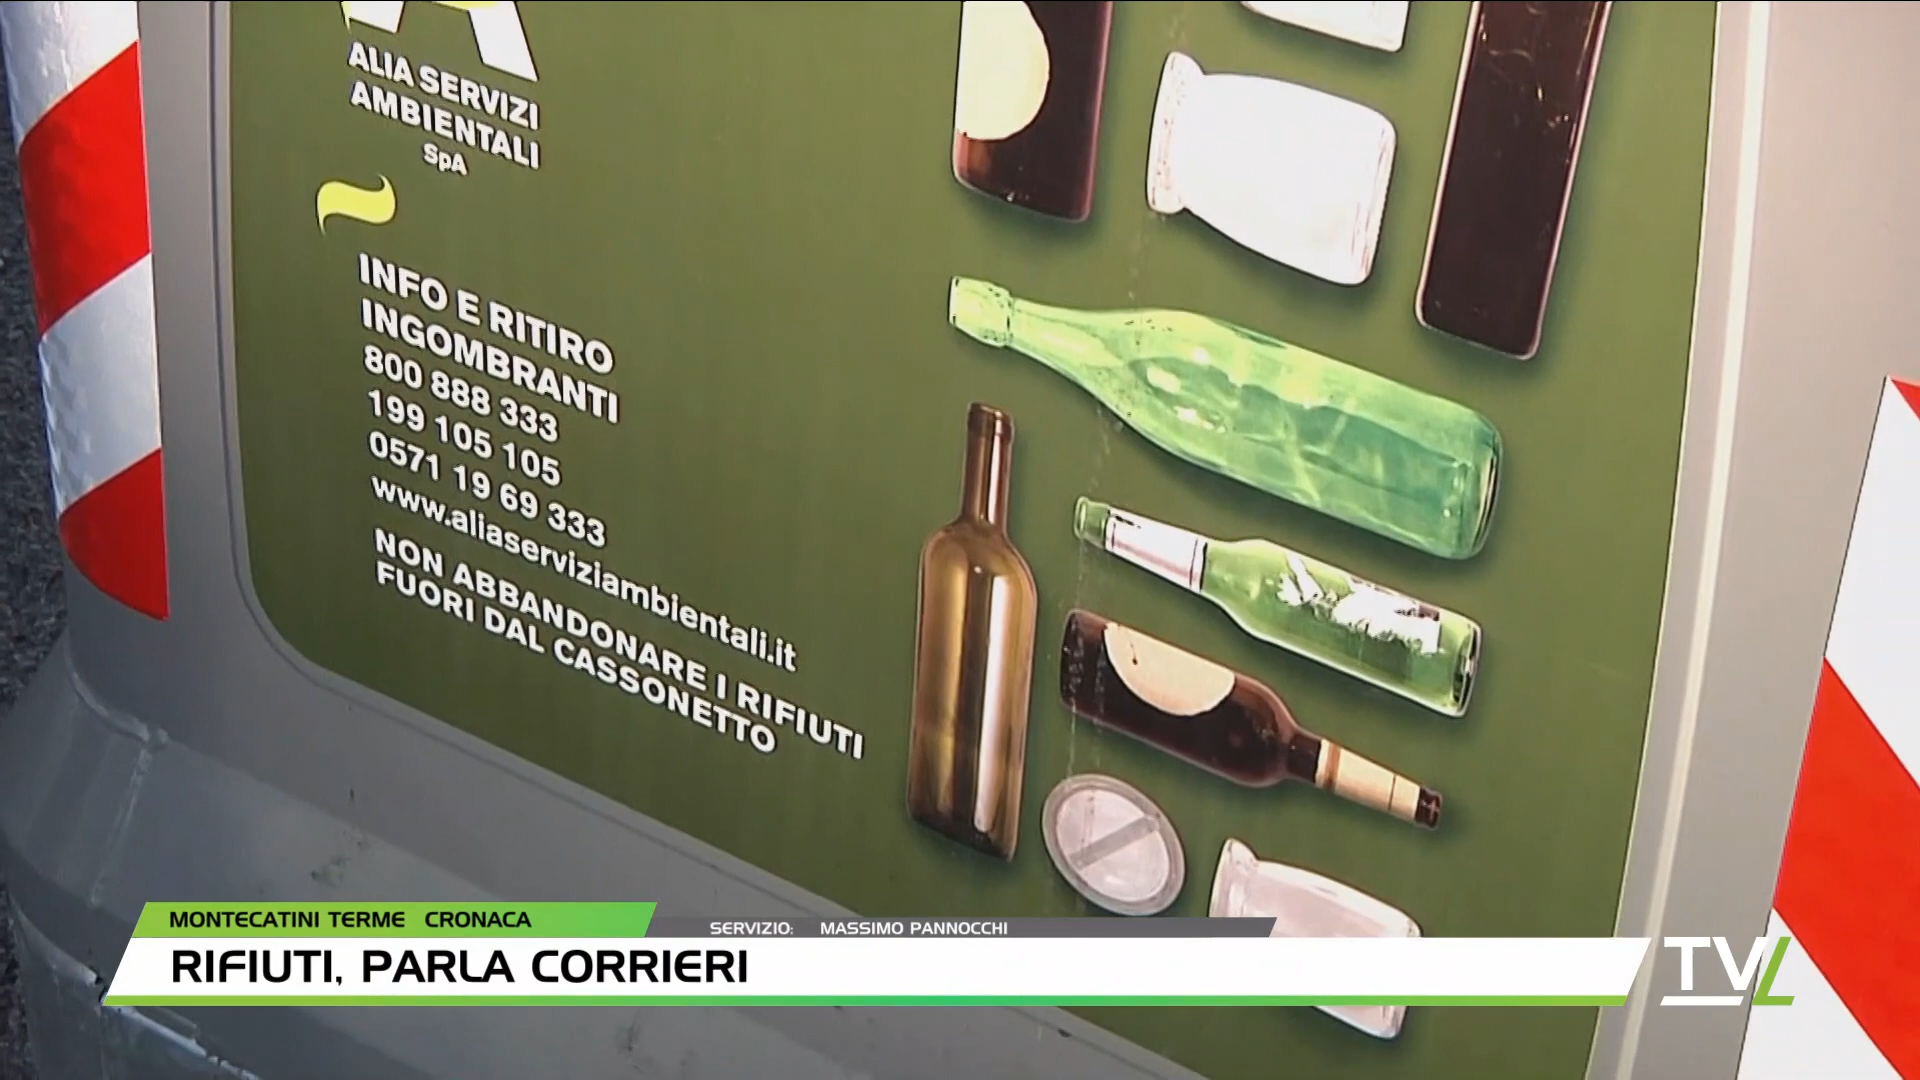 ALIA SERVIZI
AMBIENTALI
SpA
INFO E RITIRO
INGOMBRANTI
800 888 333
199 105 105
0571 19 69 333
www.aliaserviziambientali.it
NON ABBANDONARE I RIFIUTI
FUORI DAL CASSONETTO
MONTECATINI TERME CRONACA
SERVIZIO: MASSIMO PANNOCCHI
RIFIUTI, PARLA CORRIERI
TVL